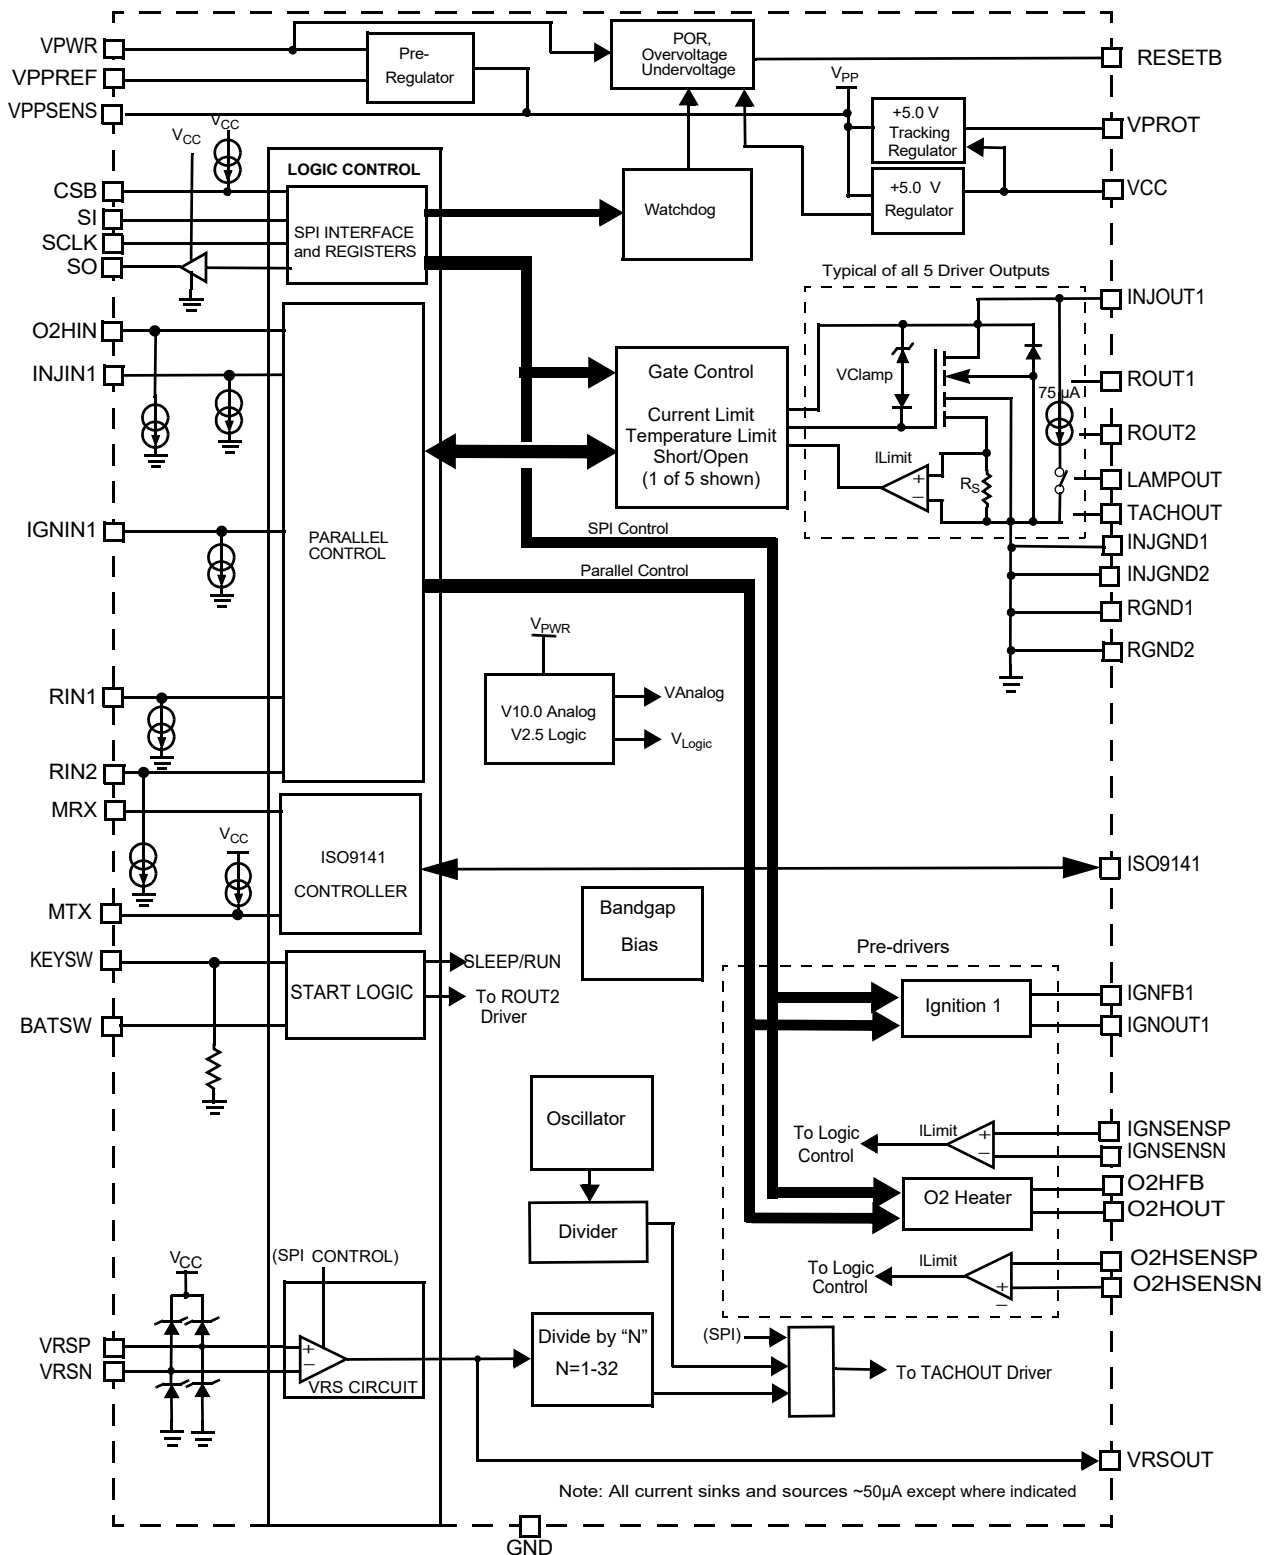 VPWR
VPPREF
VPPSENS
Pre-
Regulator
POR,
Overvoltage
Undervoltage
RESETB
VPP
+5.0 V
Tracking
Regulator
VPROT
+5.0 V
Regulator
VCC
VCC
VCC
LOGIC CONTROL
CSB
SI
SCLK
SO
SPI INTERFACE
and REGISTERS
Watchdog
Typical of all 5 Driver Outputs
O2HIN
INJIN1
IGNIN1
RIN1
RIN2
PARALLEL
CONTROL
Gate Control
Current Limit
Temperature Limit
Short/Open
(1 of 5 shown)
VClamp
75 µA
ILimit
+
−
RS
INJOUT1
ROUT1
ROUT2
LAMPOUT
TACHOUT
INJGND1
INJGND2
RGND1
RGND2
SPI Control
Parallel Control
VPWR
V10.0 Analog
V2.5 Logic
VAnalog
VLogic
MRX
MTX
VCC
ISO9141
CONTROLLER
ISO9141
Bandgap
Bias
KEYSW
BATSW
START LOGIC
SLEEP/RUN
To ROUT2
Driver
Pre-drivers
Ignition 1
IGNFB1
IGNOUT1
Oscillator
Divider
To Logic
Control
ILimit
+
−
IGNSENSP
IGNSENSN
O2 Heater
O2HFB
O2HOUT
To Logic
Control
ILimit
+
−
O2HSENSP
O2HSENSN
VCC
(SPI CONTROL)
VRSP
VRSN
+
−
VRS CIRCUIT
Divide by “N”
N=1-32
(SPI)
To TACHOUT Driver
VRSOUT
Note: All current sinks and sources ~50µA except where indicated
GND